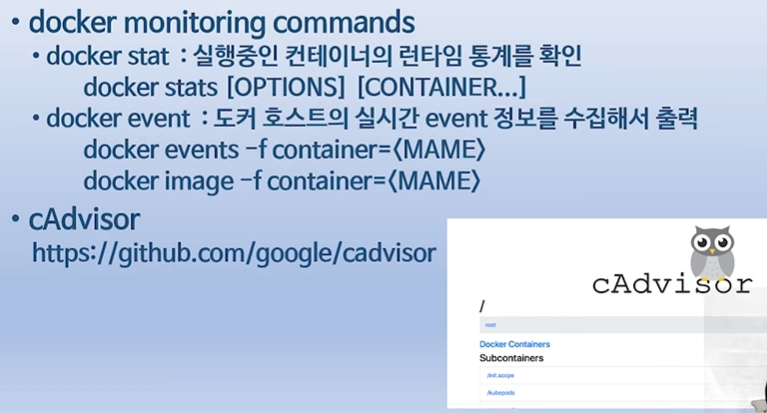 • docker monitoring commands
• docker stat : 실행중인 컨테이너의 런타임 통계를 확인
docker stats [OPTIONS] [CONTAINER...]
• docker event : 도커 호스트의 실시간 event 정보를 수집해서 출력
docker events -f container=<MAME>
docker image -f container=<MAME>
• cAdvisor
https://github.com/google/cadvisor
cAdvisor
/
root
Docker Containers
Subcontainers
/init.scope
/kubepods